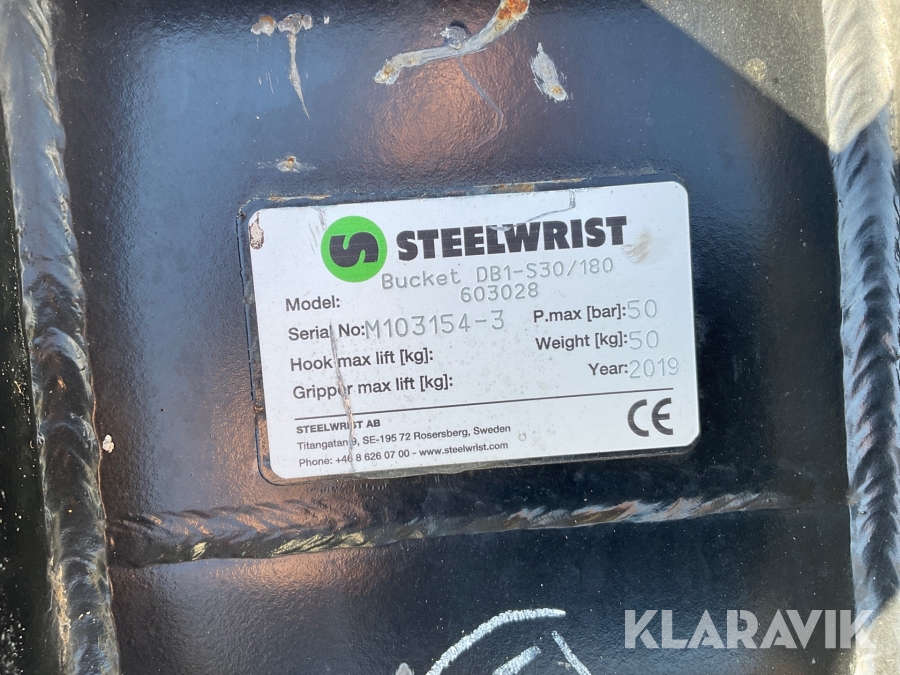 STEELWRIST
Bucket DB1-S30/180
Model: 603028
Serial No: M103154-3 P.max [bar]: 50
Hook max lift [kg]: Weight [kg]: 50
Gripper max lift [kg]: Year: 2019
STEELWRIST AB
Titangatan 9, SE-195 72 Rosersberg, Sweden
Phone: +46 8 626 07 00 - www.steelwrist.com
CE
KLARAVIK